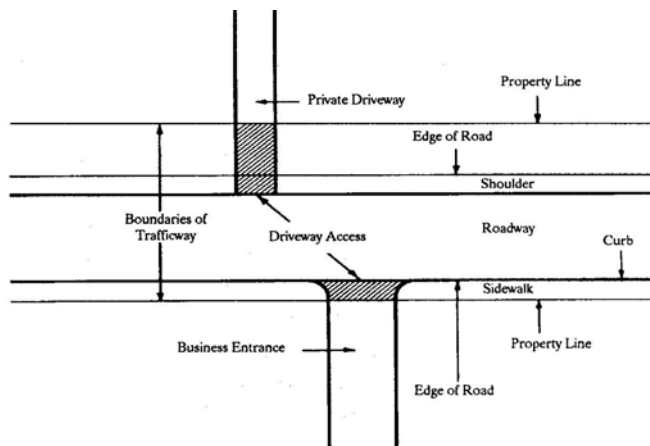 Property Line
Private Driveway
Edge of Road
Shoulder
Boundaries of
Trafficway
Driveway Access
Roadway
Curb
Sidewalk
Business Entrance
Property Line
Edge of Road